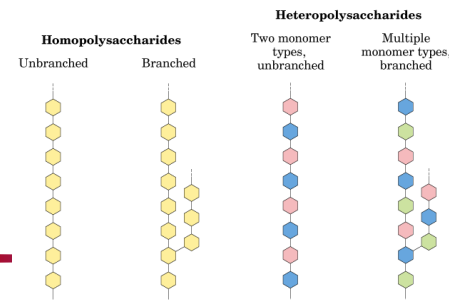 Heteropolysaccharides
Homopolysaccharides
Two monomer
types,
unbranched
Multiple
monomer types,
branched
Unbranched
Branched